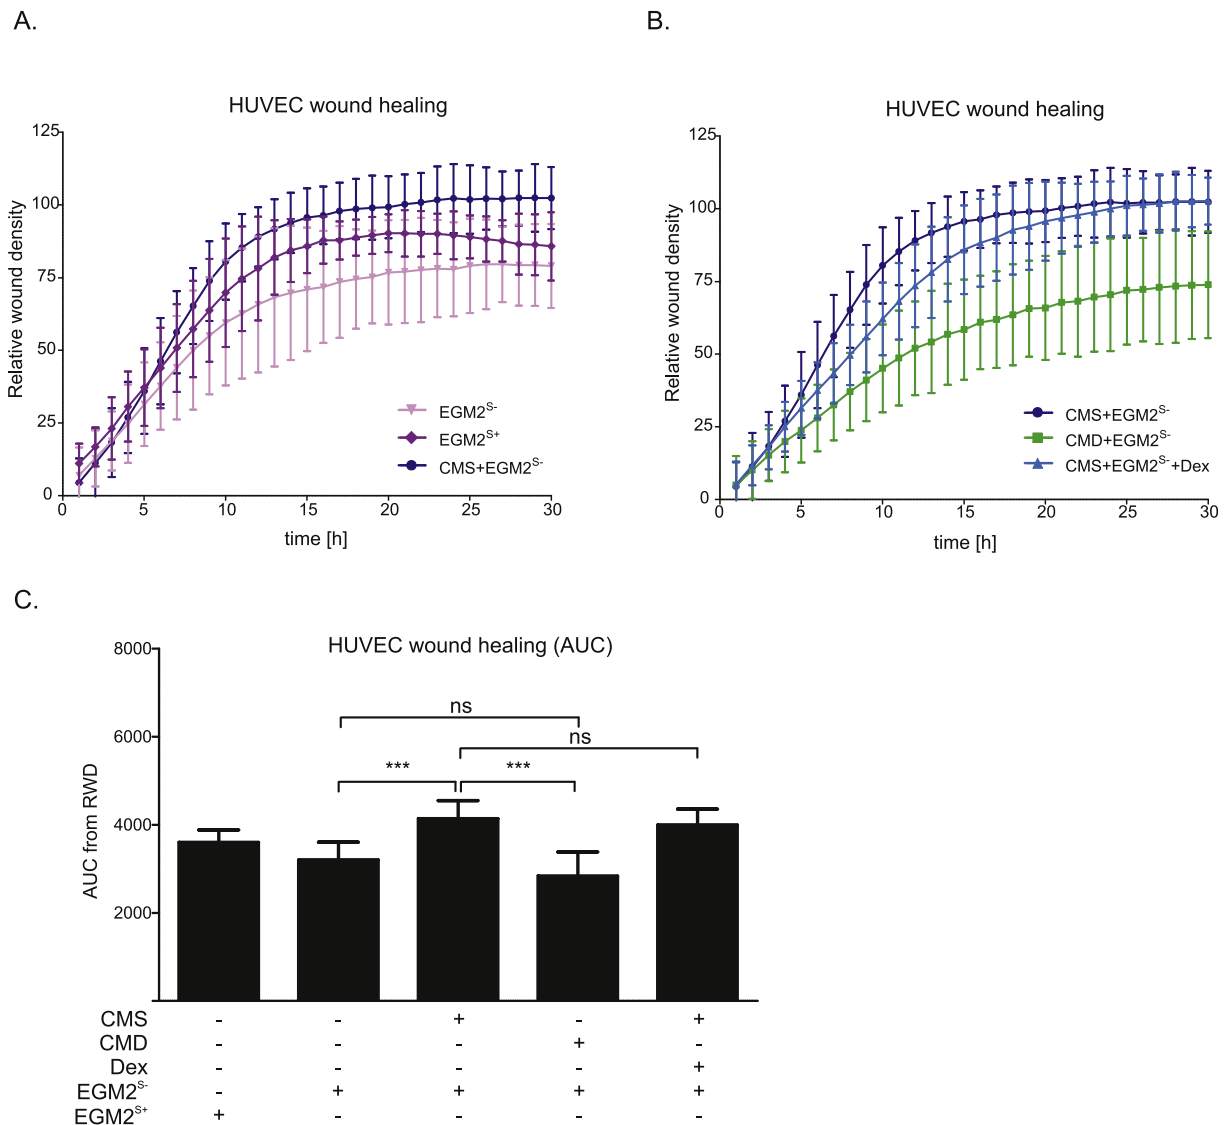 A.
HUVEC wound healing
Relative wound density
125
100
75
50
25
0
0 5 10 15 20 25 30
time [h]
EGM2S-
EGM2S+
CMS+EGM2S-
B.
HUVEC wound healing
Relative wound density
125
100
75
50
25
0
0 5 10 15 20 25 30
time [h]
CMS+EGM2S-
CMD+EGM2S-
CMS+EGM2S-+Dex
C.
HUVEC wound healing (AUC)
AUC from RWD
8000
6000
4000
2000
ns
ns
*** ***
CMS - - + - +
CMD - - - + -
Dex - - - - +
EGM2S- - + + + +
EGM2S+ + - - - -